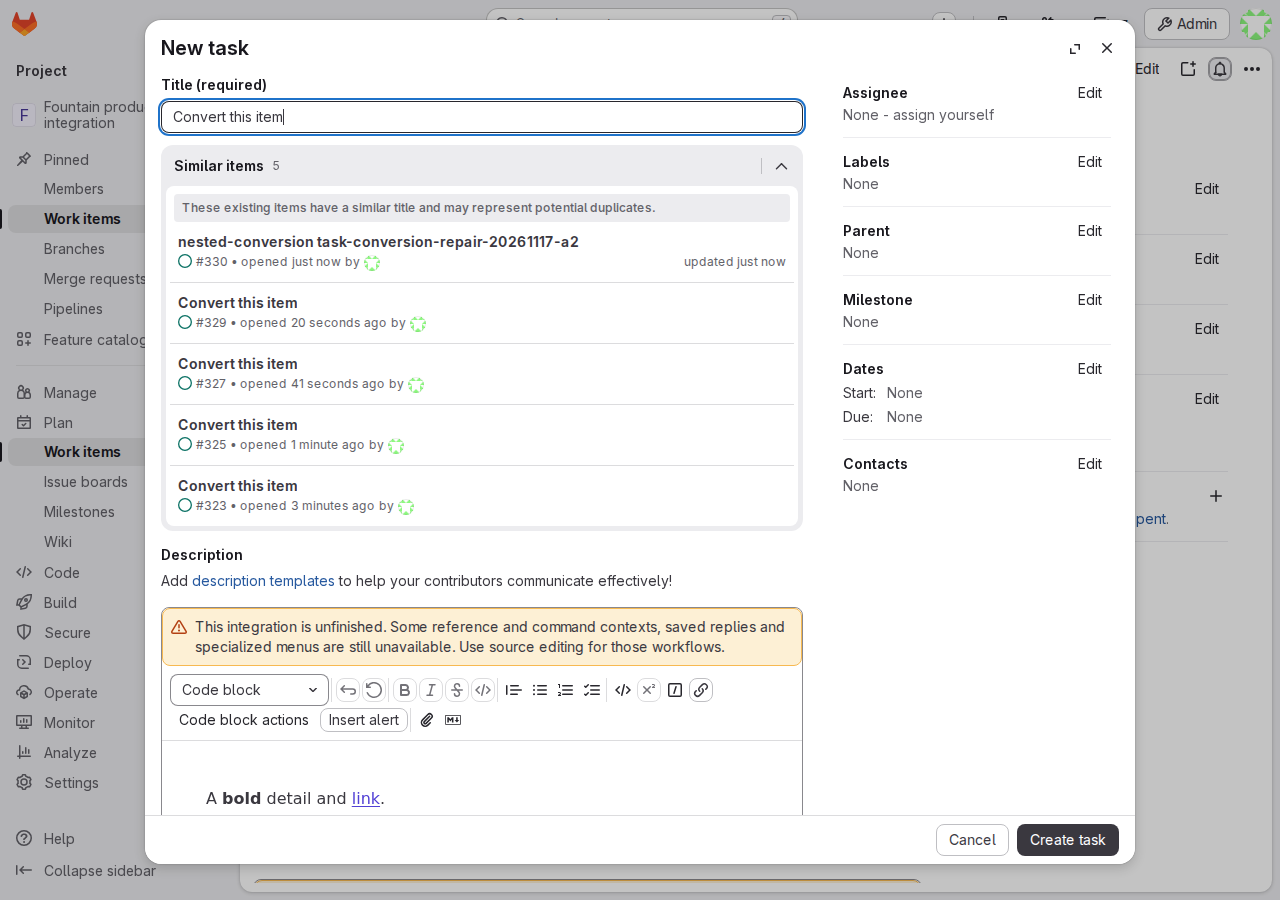 Admin
New task
Project
Edit
Title (required)
Assignee
Edit
Fountain produ
integration
F
Convert this item
None - assign yourself
Pinned
Similar items 5
Labels
Edit
Members
None
Edit
Work items
These existing items have a similar title and may represent potential duplicates.
Branches
nested-conversion task-conversion-repair-20261117-a2
Parent
Edit
#330 • opened just now by
updated just now
None
Edit
Merge requests
Convert this item
Milestone
Edit
Pipelines
#329 • opened 20 seconds ago by
None
Edit
Feature catalog
Convert this item
Dates
Edit
#327 • opened 41 seconds ago by
Start: None
Edit
Manage
Due: None
Plan
Convert this item
Work items
#325 • opened 1 minute ago by
Contacts
Edit
Issue boards
Convert this item
None
Milestones
#323 • opened 3 minutes ago by
pent.
Wiki
Description
Code
Add description templates to help your contributors communicate effectively!
Build
Secure
This integration is unfinished. Some reference and command contexts, saved replies and
specialized menus are still unavailable. Use source editing for those workflows.
Deploy
Operate
Code block
Monitor
Code block actions
Insert alert
Analyze
Settings
A bold detail and link.
Help
Cancel
Create task
Collapse sidebar